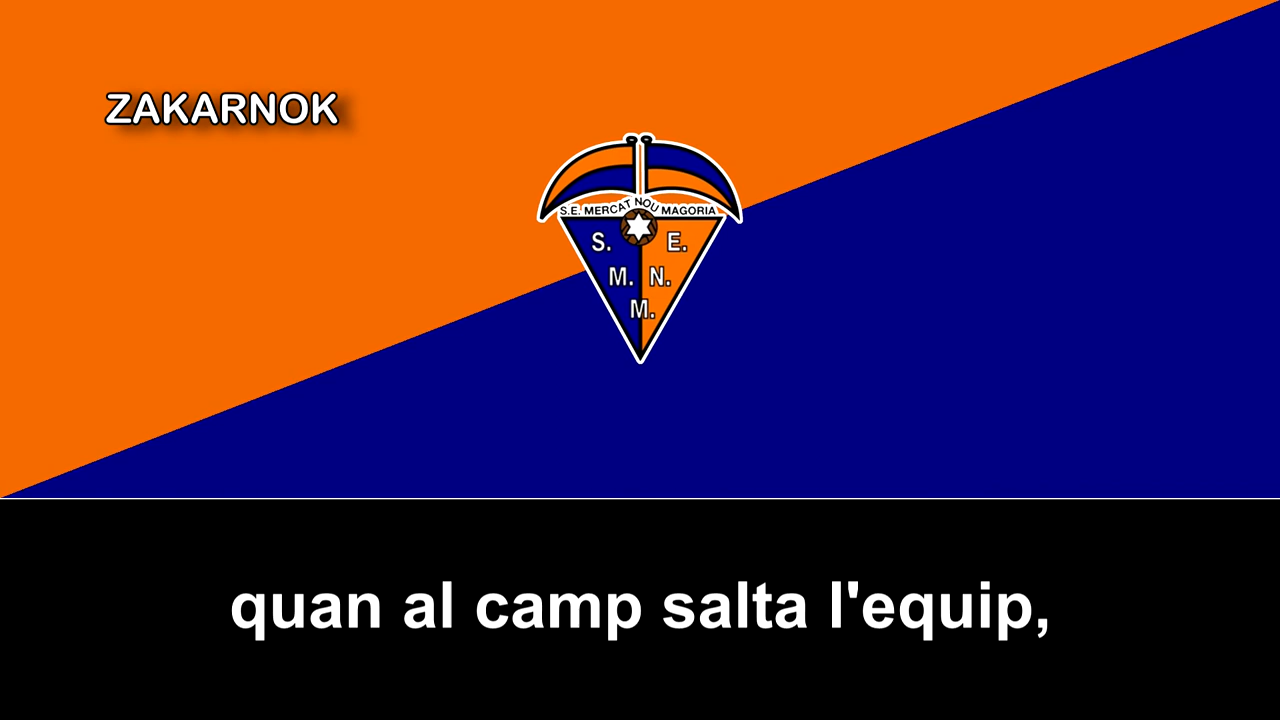 ZAKARNOK
S.E. MERCAT NOU MAGORIA
S. E.
M. N.
M.
quan al camp salta l'equip,